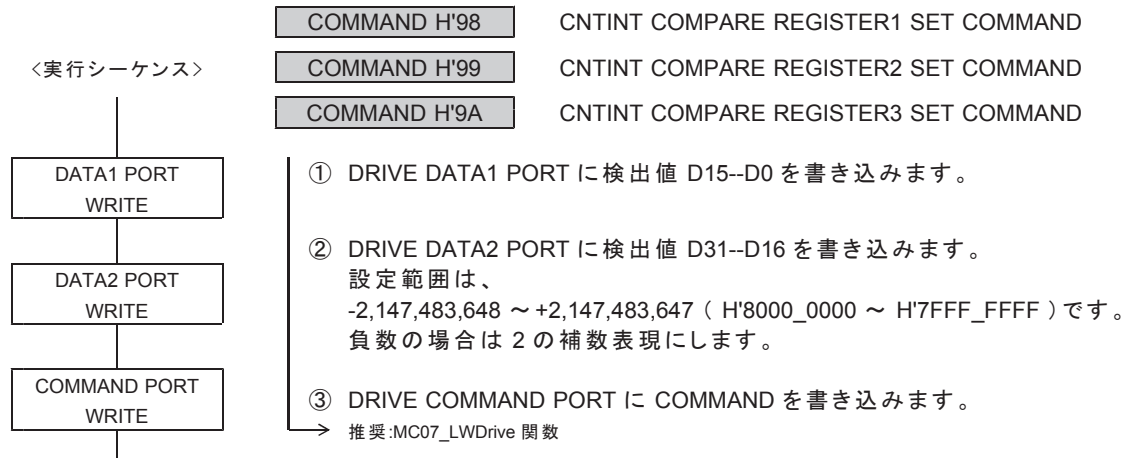 COMMAND H'98 CNTINT COMPARE REGISTER1 SET COMMAND
<実行シーケンス>
COMMAND H'99 CNTINT COMPARE REGISTER2 SET COMMAND
COMMAND H'9A CNTINT COMPARE REGISTER3 SET COMMAND
DATA1 PORT
WRITE
① DRIVE DATA1 PORT に検出値 D15--D0 を書き込みます。
DATA2 PORT
WRITE
② DRIVE DATA2 PORT に検出値 D31--D16 を書き込みます。
設定範囲は、
-2,147,483,648 ～ +2,147,483,647 ( H'8000_0000 ～ H'7FFF_FFFF ) です。
負数の場合は 2 の補数表現にします。
COMMAND PORT
WRITE
③ DRIVE COMMAND PORT に COMMAND を書き込みます。
推奨:MC07_LWDrive 関数